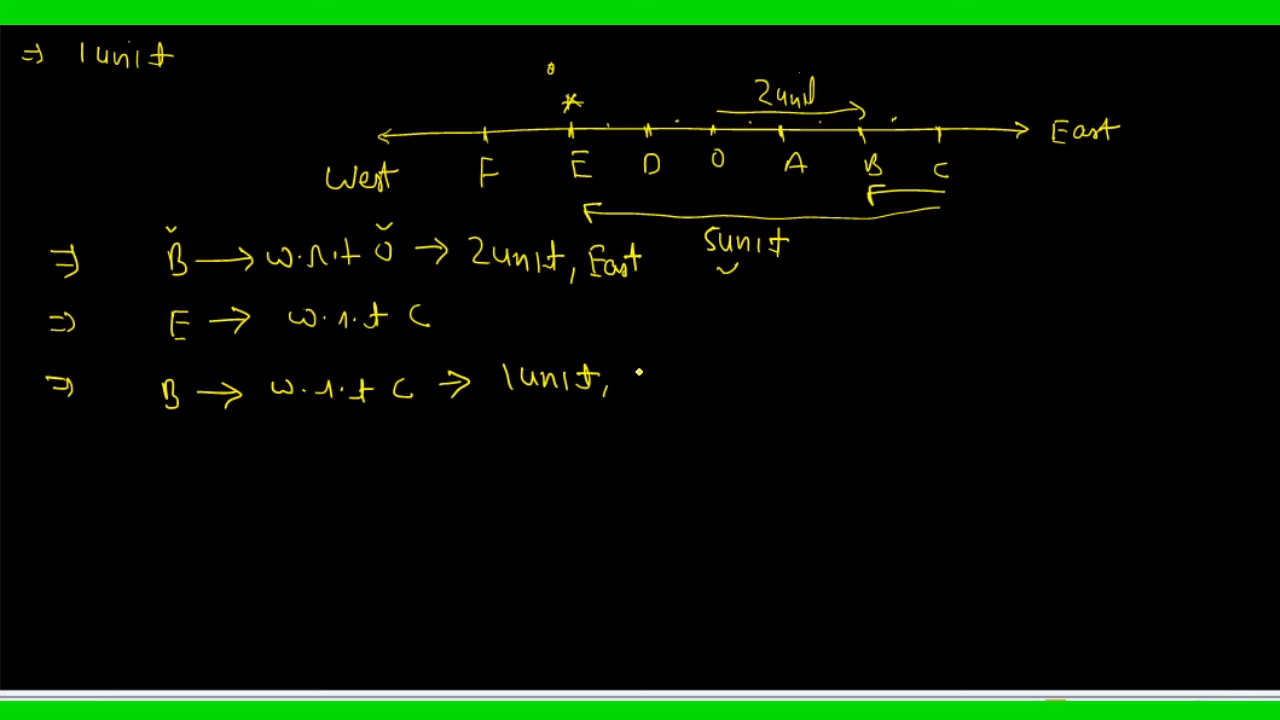 ⇒ 1unit
2unit
East
West F E D O A B C
5unit
⇒ B → w.r.t O → 2unit, East
⇒ E → w.r.t C
⇒ B → w.r.t C → 1unit,